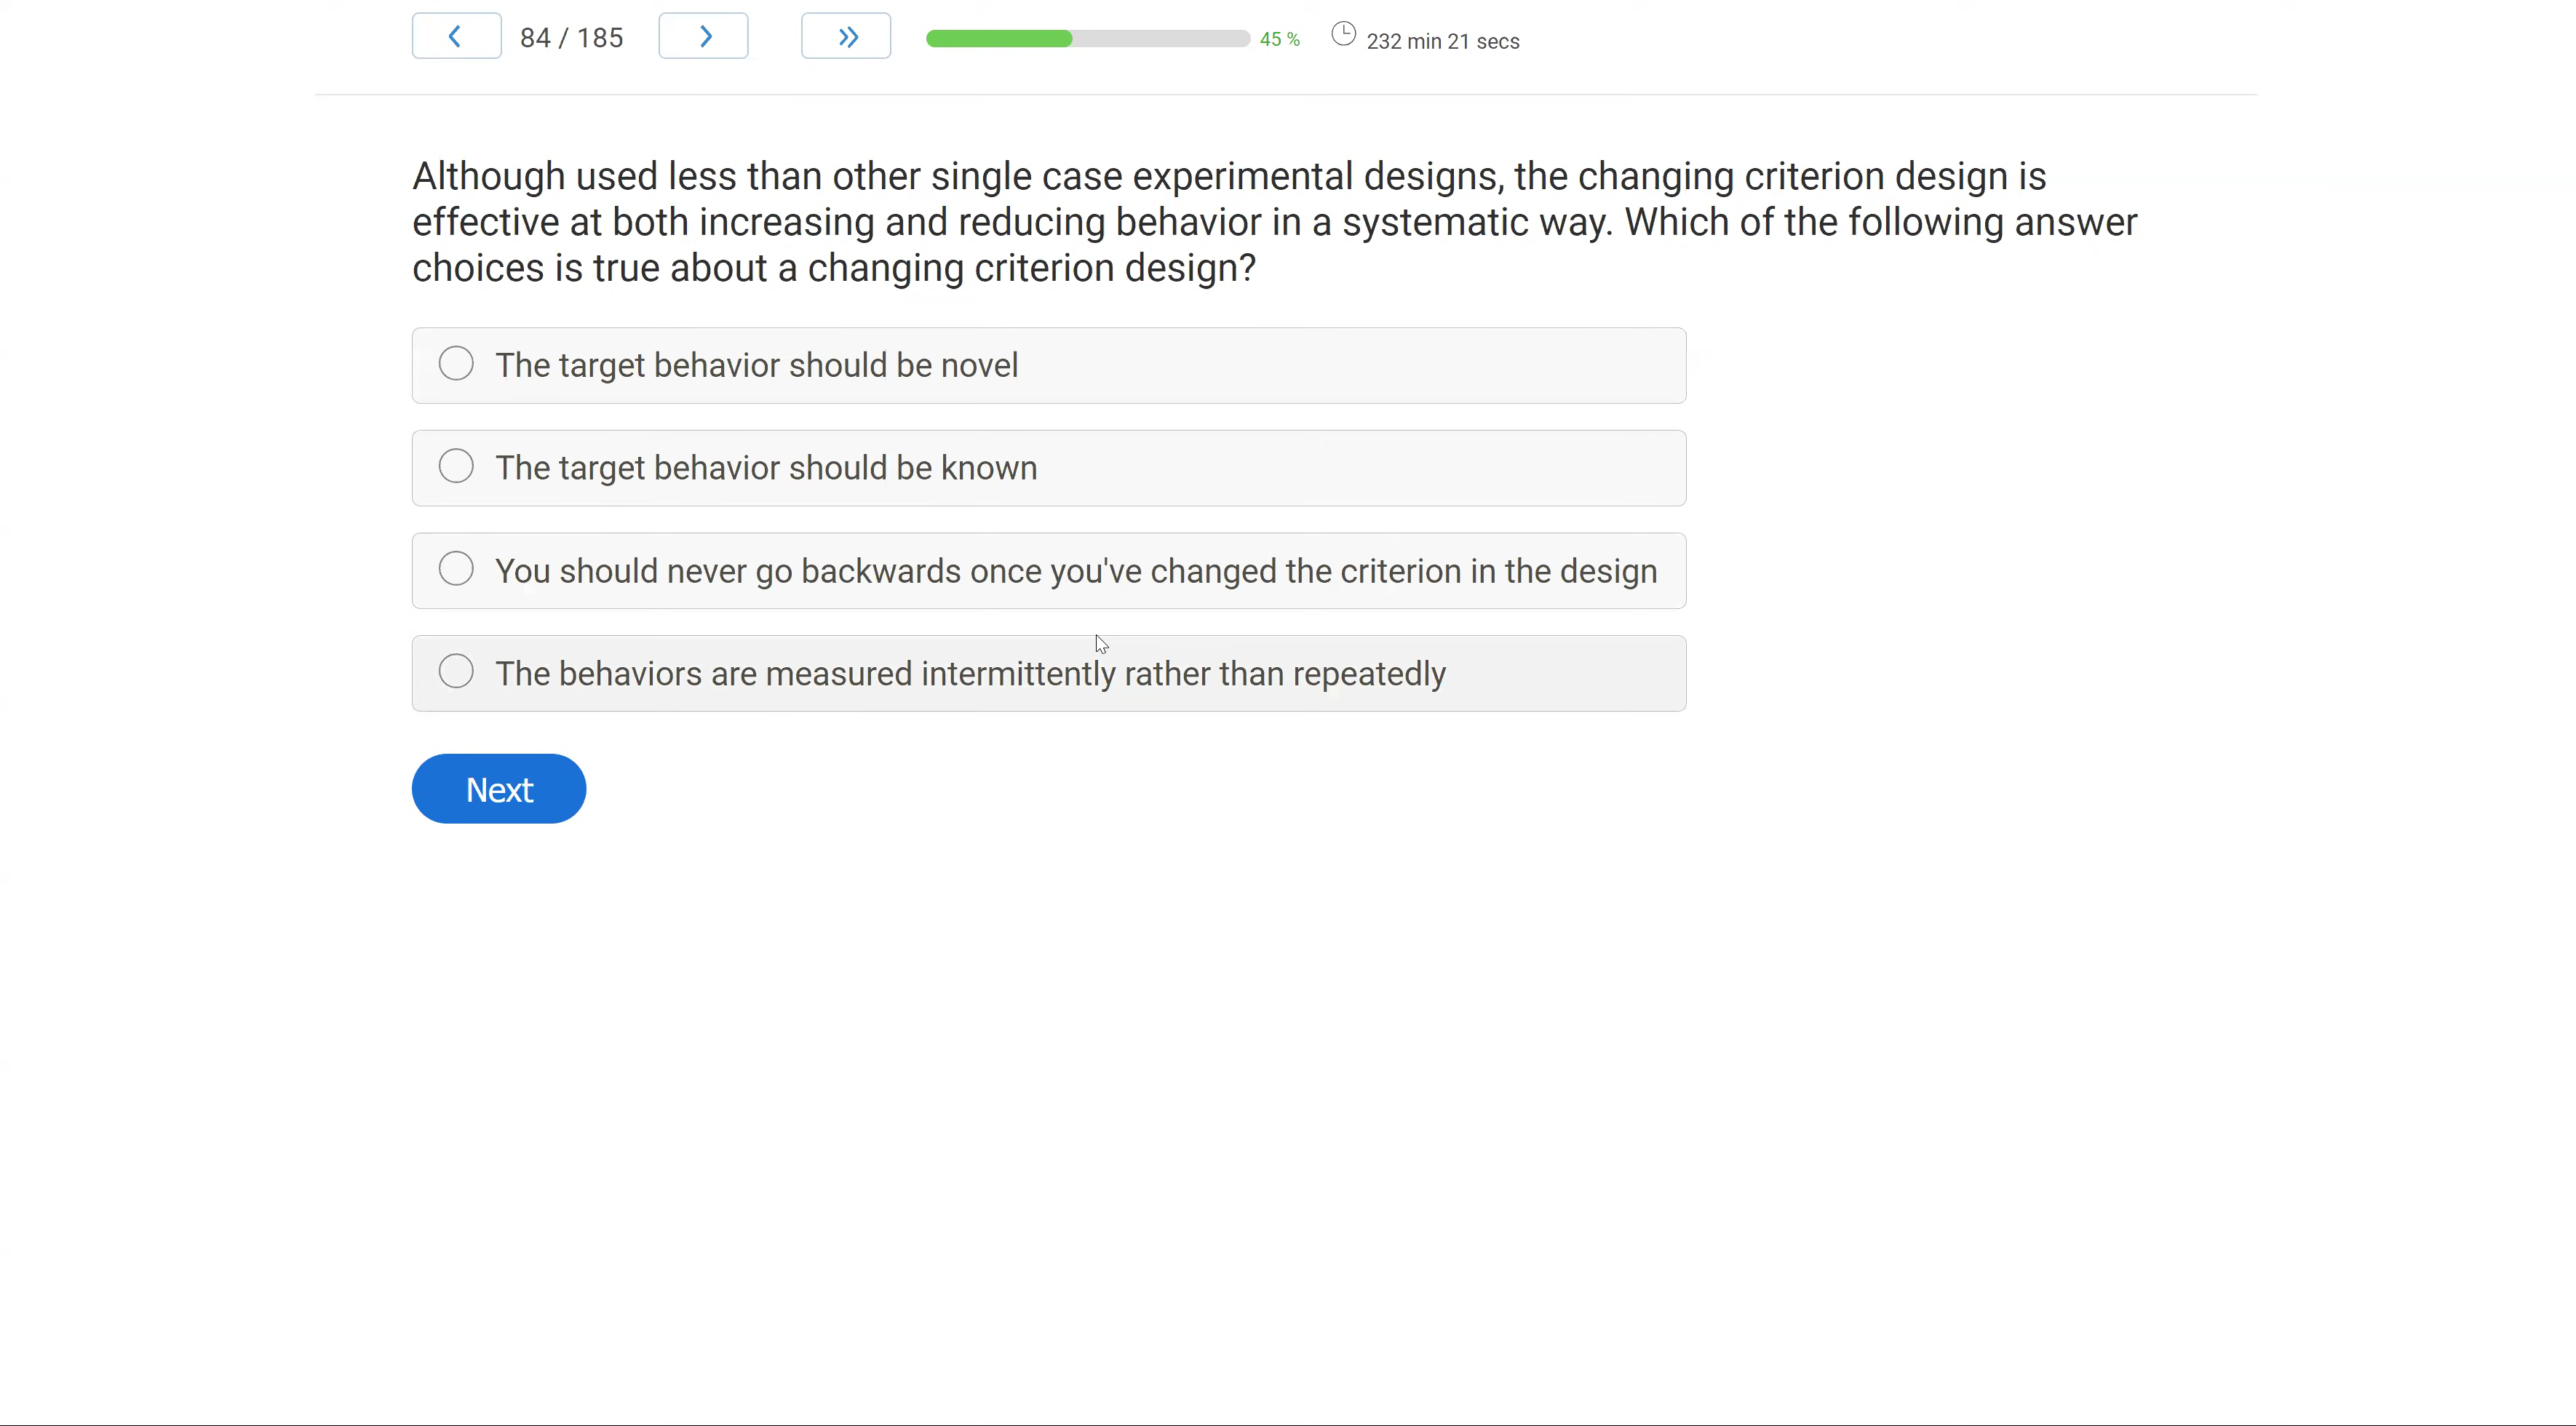 84 / 185
45 %
232 min 21 secs
Although used less than other single case experimental designs, the changing criterion design is
effective at both increasing and reducing behavior in a systematic way. Which of the following answer
choices is true about a changing criterion design?
The target behavior should be novel
The target behavior should be known
You should never go backwards once you've changed the criterion in the design
The behaviors are measured intermittently rather than repeatedly
Next